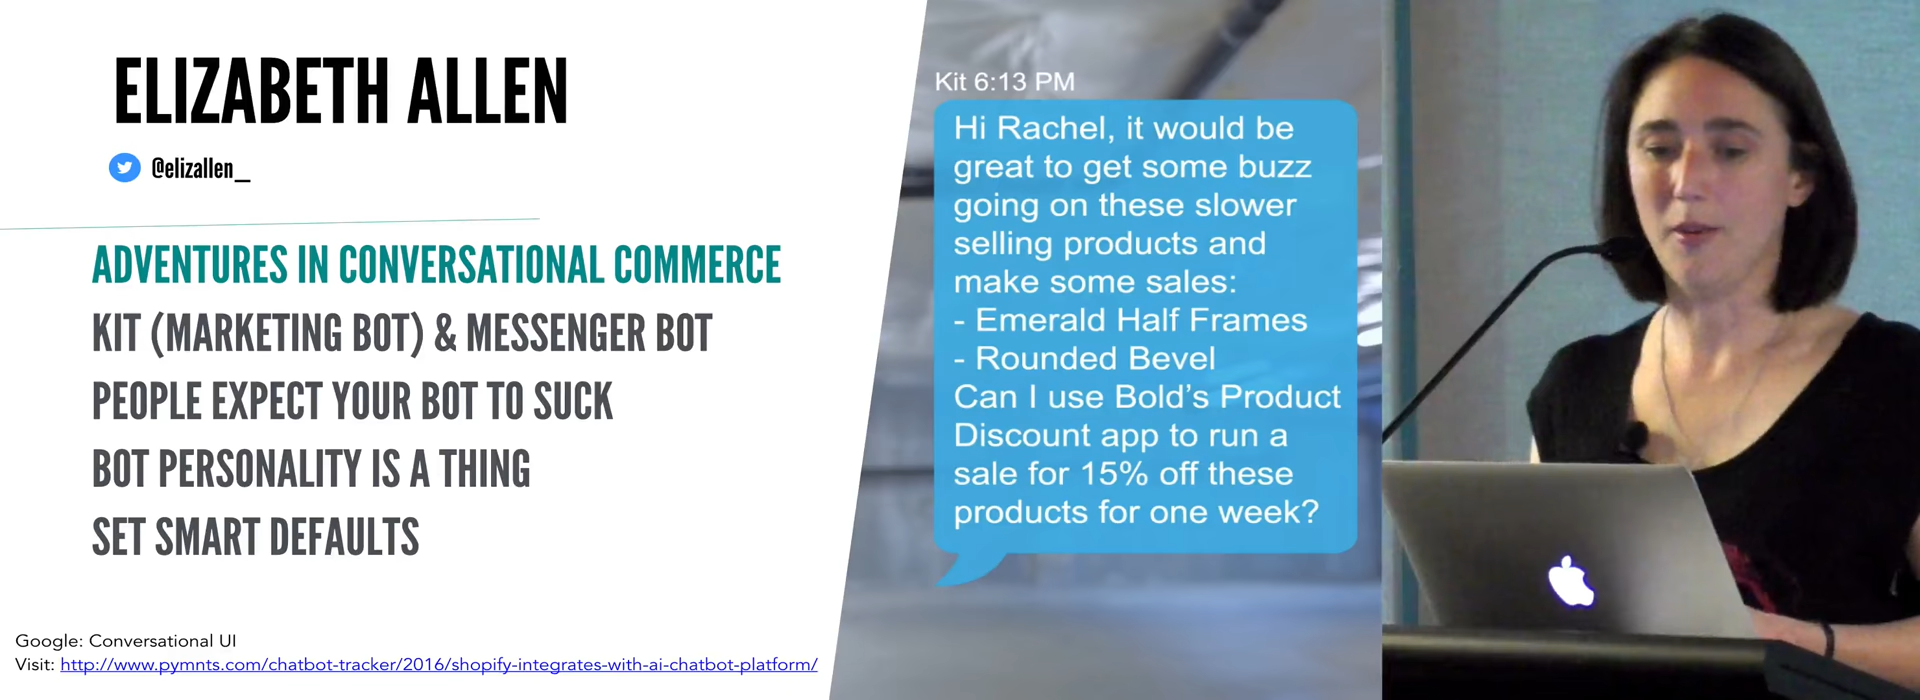 ELIZABETH ALLEN
@elizallen_
ADVENTURES IN CONVERSATIONAL COMMERCE
KIT (MARKETING BOT) & MESSENGER BOT
PEOPLE EXPECT YOUR BOT TO SUCK
BOT PERSONALITY IS A THING
SET SMART DEFAULTS
Google: Conversational UI
Visit: http://www.pymnts.com/chatbot-tracker/2016/shopify-integrates-with-ai-chatbot-platform/
Kit 6:13 PM
Hi Rachel, it would be
great to get some buzz
going on these slower
selling products and
make some sales:
- Emerald Half Frames
- Rounded Bevel
Can I use Bold’s Product
Discount app to run a
sale for 15% off these
products for one week?